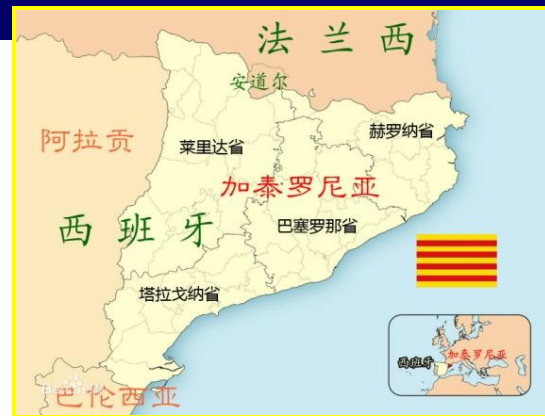 法兰西
安道尔
赫罗纳省
阿拉贡
莱里达省
加泰罗尼亚
西班牙
巴塞罗那省
塔拉戈纳省
加泰罗尼亚
西班牙
巴伦西亚